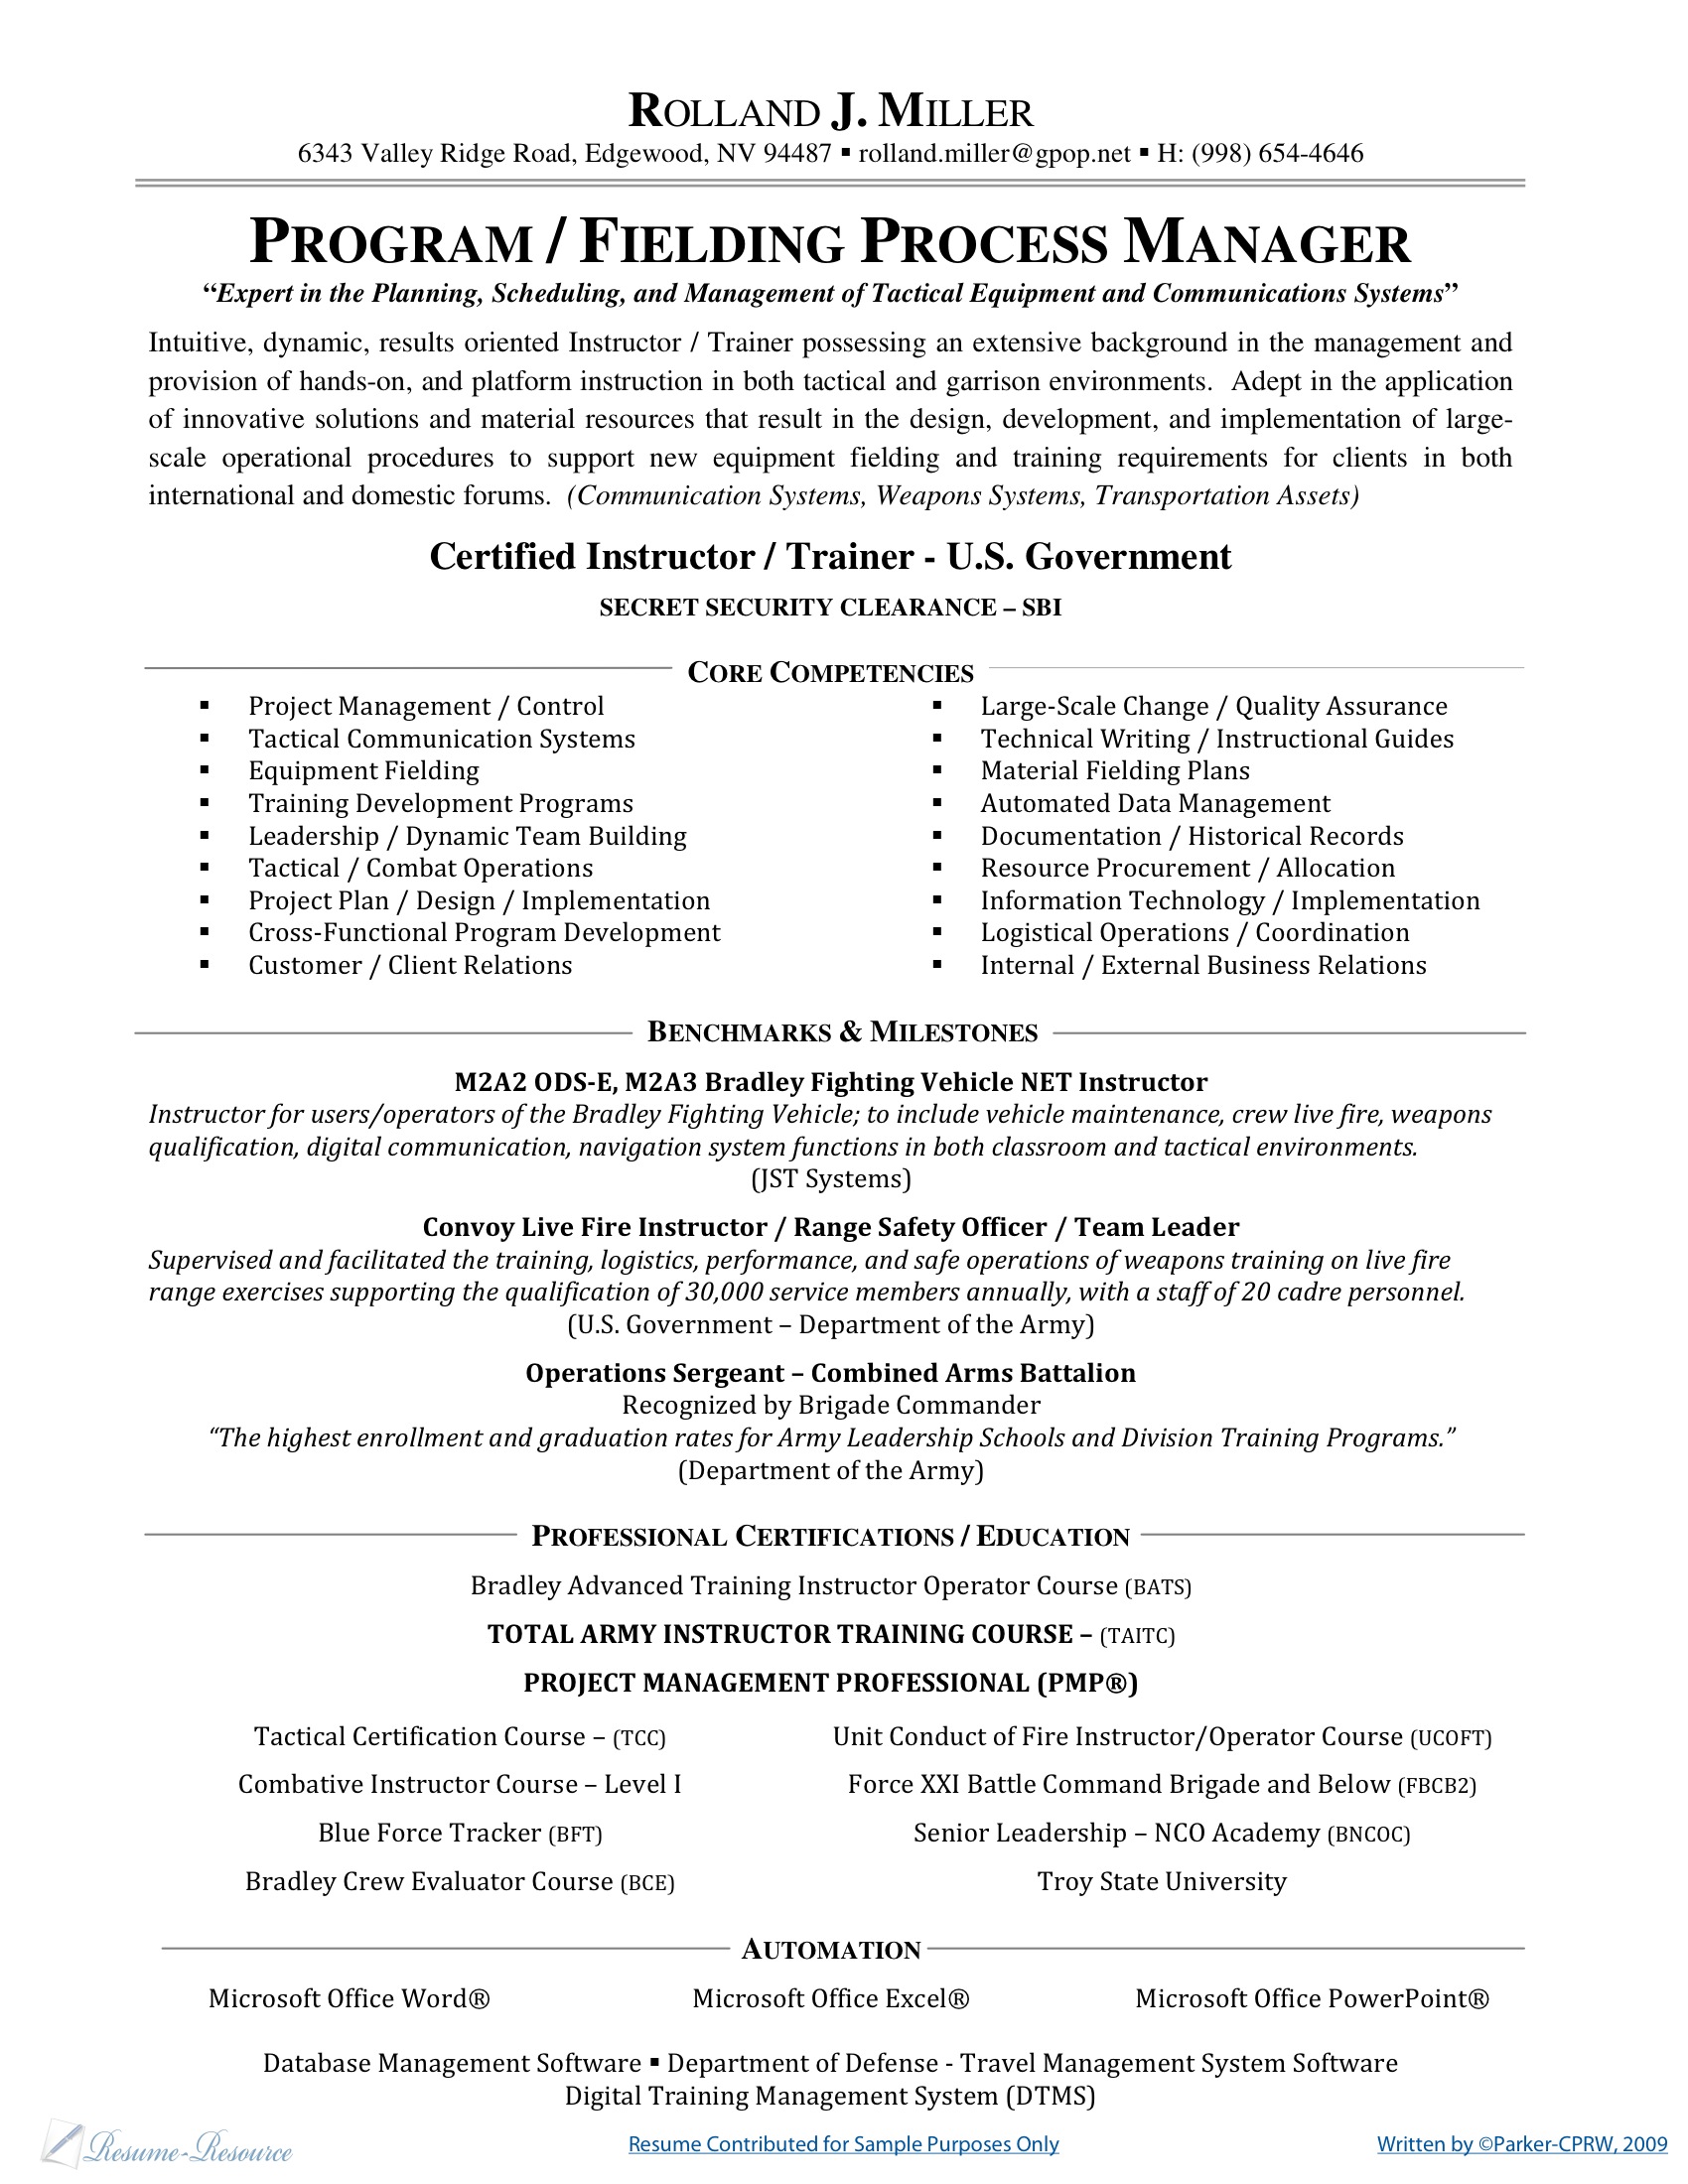 ROLLAND J. MILLER
6343 Valley Ridge Road, Edgewood, NV 94487 ▪ rolland.miller@gpop.net ▪ H: (998) 654-4646
PROGRAM / FIELDING PROCESS MANAGER
“Expert in the Planning, Scheduling, and Management of Tactical Equipment and Communications Systems”
Intuitive, dynamic, results oriented Instructor / Trainer possessing an extensive background in the management and
provision of hands-on, and platform instruction in both tactical and garrison environments. Adept in the application
of innovative solutions and material resources that result in the design, development, and implementation of large-
scale operational procedures to support new equipment fielding and training requirements for clients in both
international and domestic forums. (Communication Systems, Weapons Systems, Transportation Assets)
Certified Instructor / Trainer - U.S. Government
SECRET SECURITY CLEARANCE – SBI
CORE COMPETENCIES
▪ Project Management / Control
▪ Tactical Communication Systems
▪ Equipment Fielding
▪ Training Development Programs
▪ Leadership / Dynamic Team Building
▪ Tactical / Combat Operations
▪ Project Plan / Design / Implementation
▪ Cross-Functional Program Development
▪ Customer / Client Relations
▪ Large-Scale Change / Quality Assurance
▪ Technical Writing / Instructional Guides
▪ Material Fielding Plans
▪ Automated Data Management
▪ Documentation / Historical Records
▪ Resource Procurement / Allocation
▪ Information Technology / Implementation
▪ Logistical Operations / Coordination
▪ Internal / External Business Relations
BENCHMARKS & MILESTONES
M2A2 ODS-E, M2A3 Bradley Fighting Vehicle NET Instructor
Instructor for users/operators of the Bradley Fighting Vehicle; to include vehicle maintenance, crew live fire, weapons
qualification, digital communication, navigation system functions in both classroom and tactical environments.
(JST Systems)
Convoy Live Fire Instructor / Range Safety Officer / Team Leader
Supervised and facilitated the training, logistics, performance, and safe operations of weapons training on live fire
range exercises supporting the qualification of 30,000 service members annually, with a staff of 20 cadre personnel.
(U.S. Government – Department of the Army)
Operations Sergeant – Combined Arms Battalion
Recognized by Brigade Commander
“The highest enrollment and graduation rates for Army Leadership Schools and Division Training Programs.”
(Department of the Army)
PROFESSIONAL CERTIFICATIONS / EDUCATION
Bradley Advanced Training Instructor Operator Course (BATS)
TOTAL ARMY INSTRUCTOR TRAINING COURSE – (TAITC)
PROJECT MANAGEMENT PROFESSIONAL (PMP®)
Tactical Certification Course – (TCC)
Combative Instructor Course – Level I
Blue Force Tracker (BFT)
Bradley Crew Evaluator Course (BCE)
Unit Conduct of Fire Instructor/Operator Course (UCOFT)
Force XXI Battle Command Brigade and Below (FBCB2)
Senior Leadership – NCO Academy (BNCOC)
Troy State University
AUTOMATION
Microsoft Office Word® Microsoft Office Excel® Microsoft Office PowerPoint®
Database Management Software ▪ Department of Defense - Travel Management System Software
Digital Training Management System (DTMS)
Resume-Resource
Resume Contributed for Sample Purposes Only
Written by ©Parker-CPRW, 2009